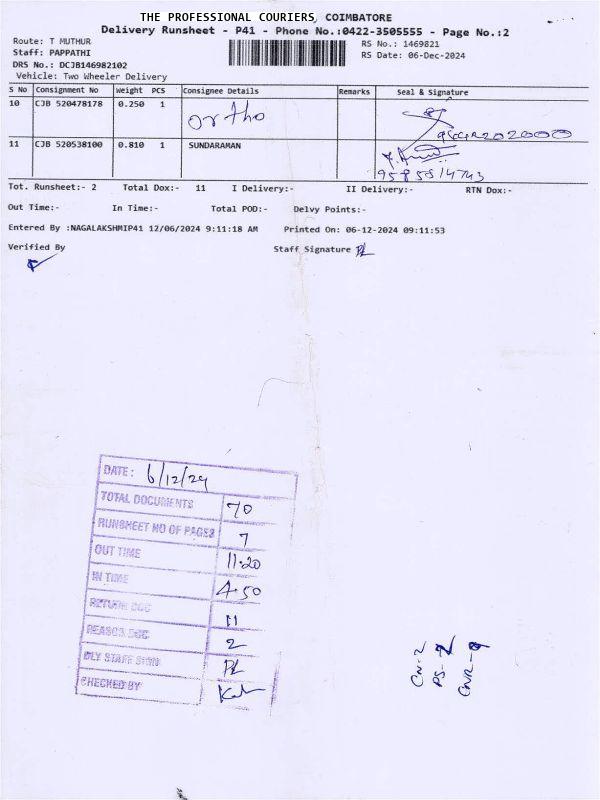 THE PROFESSIONAL COURIERS, COIMBATORE
Delivery Runsheet - P41 - Phone No.:0422-3505555 - Page No.:2
Route: T MUTHUR
RS No.: 1469821
Staff: PAPPATHI
RS Date: 06-Dec-2024
DRS No.: DCJB146982102
Vehicle: Two Wheeler Delivery
S No Consignment No Weight PCS Consignee Details Remarks Seal & Signature
10 CJB 520478178 0.250 1 ortho
11 CJB 520538100 0.810 1 SUNDARAMAN
Tot. Runsheet:- 2 Total Dox:- 11 I Delivery:- II Delivery:- RTN Dox:-
Out Time:- In Time:- Total POD:- Delvy Points:-
Entered By :NAGALAKSHMIP41 12/06/2024 9:11:18 AM Printed On: 06-12-2024 09:11:53
Verified By Staff Signature
DATE: 6/12/24
TOTAL DOCUMENTS 70
RUNSHEET NO OF PAGES 7
OUT TIME 11.20
IN TIME 4.50
RETURN DOC 11
REASON DOC 2
DLY STAFF SIGN
CHECKED BY